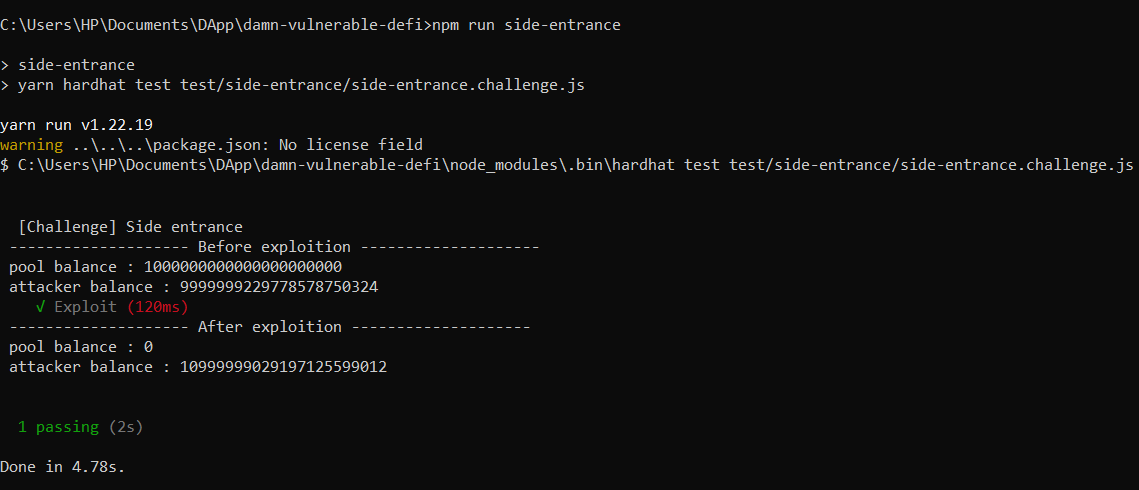 C:\Users\HP\Documents\DApp\damn-vulnerable-defi>npm run side-entrance
> side-entrance
> yarn hardhat test test/side-entrance/side-entrance.challenge.js
yarn run v1.22.19
warning ..\..\..\package.json: No license field
$ C:\Users\HP\Documents\DApp\damn-vulnerable-defi\node_modules\.bin\hardhat test test/side-entrance/side-entrance.challenge.js
[Challenge] Side entrance
-------------------- Before exploition --------------------
pool balance : 1000000000000000000000
attacker balance : 9999999229778578750324
√ Exploit (120ms)
-------------------- After exploition --------------------
pool balance : 0
attacker balance : 10999999029197125599012
1 passing (2s)
Done in 4.78s.